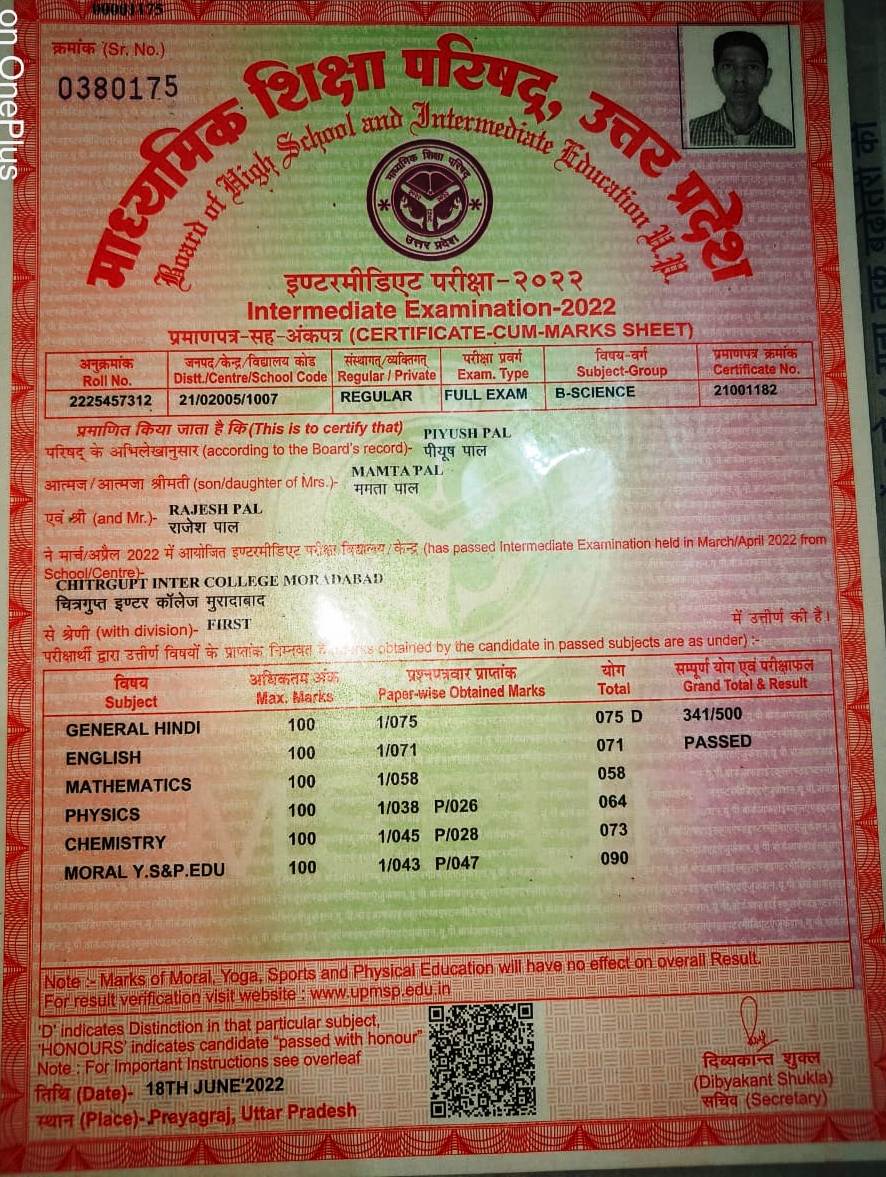 00001175
on OnePlus
क्रमांक (Sr. No.)
0380175
माध्यमिक शिक्षा परिषद्, उत्तर प्रदेश
Board of High School and Intermediate Education U.P.
माध्यमिक शिक्षा परिषद
उत्तर प्रदेश
इण्टरमीडिएट परीक्षा-२०२२
Intermediate Examination-2022
प्रमाणपत्र-सह-अंकपत्र (CERTIFICATE-CUM-MARKS SHEET)
अनुक्रमांक जनपद/केन्द्र/विद्यालय कोड संस्थागत/व्यक्तिगत परीक्षा प्रवर्ग विषय-वर्ग प्रमाणपत्र क्रमांक
Roll No. Distt./Centre/School Code Regular / Private Exam. Type Subject-Group Certificate No.
2225457312 21/02005/1007 REGULAR FULL EXAM B-SCIENCE 21001182
प्रमाणित किया जाता है कि (This is to certify that) PIYUSH PAL
परिषद् के अभिलेखानुसार (according to the Board's record)- पीयूष पाल
MAMTA PAL
आत्मज/आत्मजा श्रीमती (son/daughter of Mrs.)- ममता पाल
RAJESH PAL
एवं श्री (and Mr.)- राजेश पाल
ने मार्च/अप्रैल 2022 में आयोजित इण्टरमीडिएट परीक्षा विद्यालय/केन्द्र (has passed Intermediate Examination held in March/April 2022 from
School/Centre)-
CHITRGUPT INTER COLLEGE MORADABAD
चित्रगुप्त इण्टर कॉलेज मुरादाबाद
से श्रेणी (with division)- FIRST में उत्तीर्ण की है।
परीक्षार्थी द्वारा उत्तीर्ण विषयों के प्राप्तांक निम्नवत obtained by the candidate in passed subjects are as under) :-
विषय अधिकतम अंक प्रश्नपत्रवार प्राप्तांक योग सम्पूर्ण योग एवं परीक्षाफल
Subject Max. Marks Paper-wise Obtained Marks Total Grand Total & Result
GENERAL HINDI 100 1/075 075 D 341/500
ENGLISH 100 1/071 071 PASSED
MATHEMATICS 100 1/058 058
PHYSICS 100 1/038 P/026 064
CHEMISTRY 100 1/045 P/028 073
MORAL Y.S&P.EDU 100 1/043 P/047 090
Note :- Marks of Moral, Yoga, Sports and Physical Education will have no effect on overall Result.
For result verification visit website : www.upmsp.edu.in
'D' indicates Distinction in that particular subject,
'HONOURS' indicates candidate "passed with honour"
Note : For Important Instructions see overleaf
तिथि (Date)- 18TH JUNE'2022
स्थान (Place)- Prayagraj, Uttar Pradesh
दिव्यकान्त शुक्ल
(Dibyakant Shukla)
सचिव (Secretary)